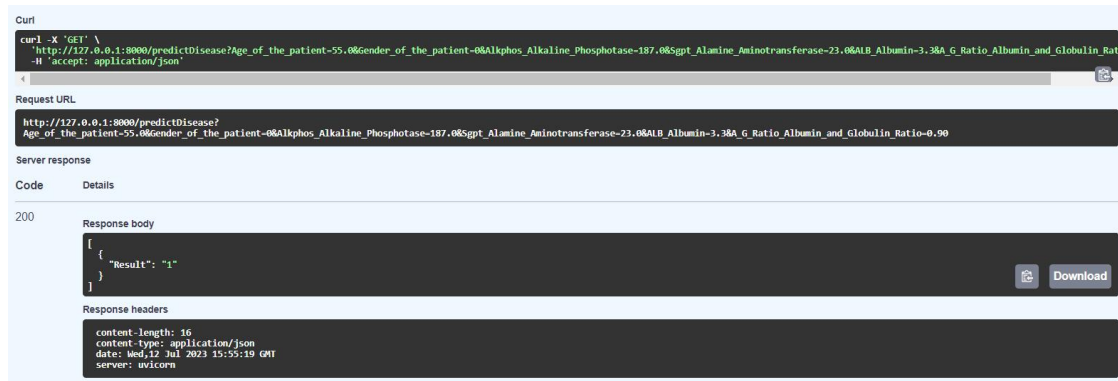 Curl
curl -X 'GET' \
'http://127.0.0.1:8000/predictDisease?Age_of_the_patient=55.0&Gender_of_the_patient=0&Alkphos_Alkaline_Phosphotase=187.0&Sgpt_Alamine_Aminotransferase=23.0&ALB_Albumin=3.3&A_G_Ratio_Albumin_and_Globulin_Rat
-H 'accept: application/json'
Request URL
http://127.0.0.1:8000/predictDisease?
Age_of_the_patient=55.0&Gender_of_the_patient=0&Alkphos_Alkaline_Phosphotase=187.0&Sgpt_Alamine_Aminotransferase=23.0&ALB_Albumin=3.3&A_G_Ratio_Albumin_and_Globulin_Ratio=0.90
Server response
Code Details
200
Response body
[
{
"Result": "1"
}
]
Download
Response headers
content-length: 16
content-type: application/json
date: Wed,12 Jul 2023 15:55:19 GMT
server: uvicorn